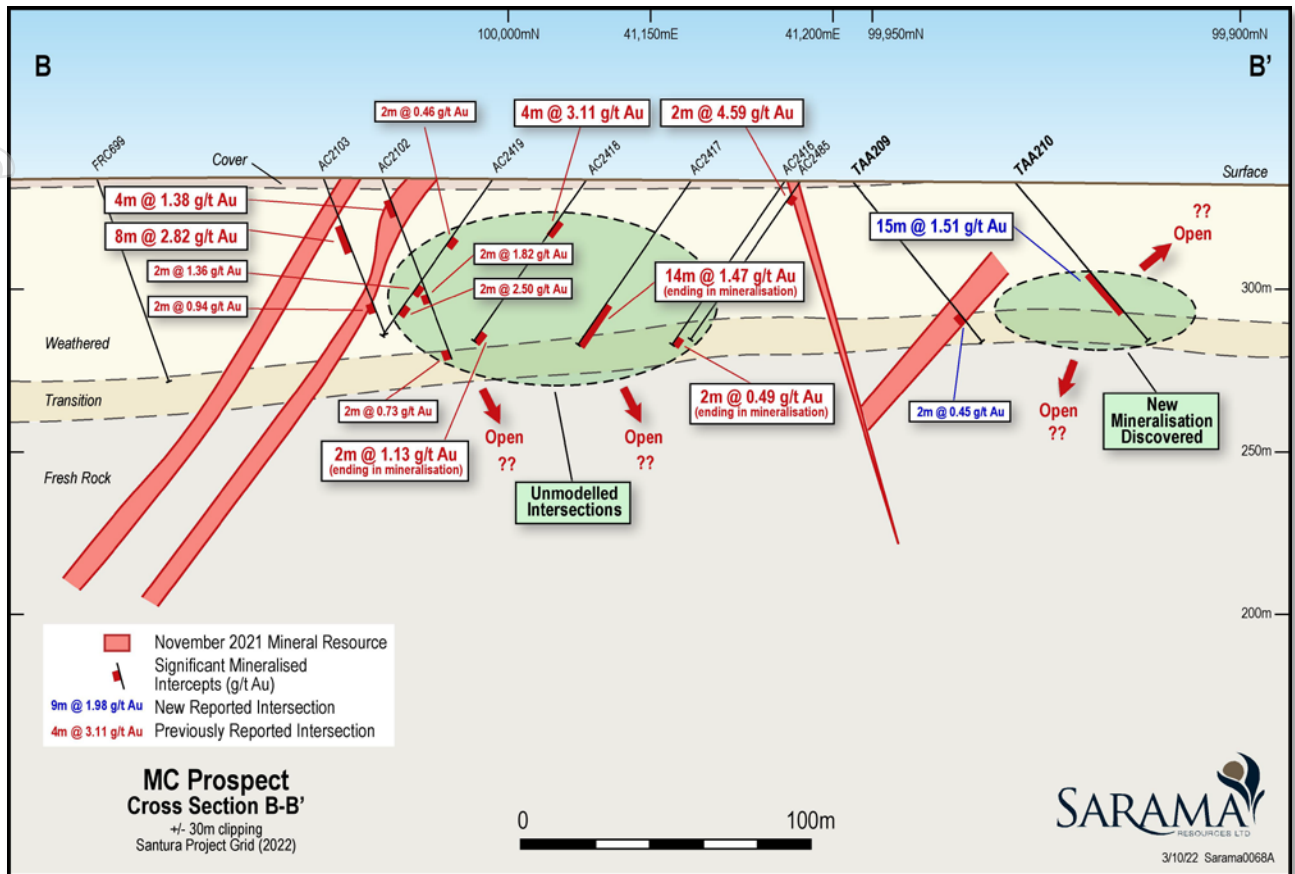 100,000mN
41,150mE
41,200mE
99,950mN
99,900mN
B
B'
2m @ 0.46 g/t Au
4m @ 3.11 g/t Au
2m @ 4.59 g/t Au
FRC699
Cover
AC2103
AC2102
AC2419
AC2418
AC2417
AC2416
AC2485
TAA209
TAA210
Surface
4m @ 1.38 g/t Au
8m @ 2.82 g/t Au
2m @ 1.36 g/t Au
2m @ 0.94 g/t Au
2m @ 1.82 g/t Au
2m @ 2.50 g/t Au
14m @ 1.47 g/t Au
(ending in mineralisation)
15m @ 1.51 g/t Au
??
Open
300m
Weathered
Transition
Fresh Rock
2m @ 0.73 g/t Au
2m @ 1.13 g/t Au
(ending in mineralisation)
Open
??
Open
??
2m @ 0.49 g/t Au
(ending in mineralisation)
2m @ 0.45 g/t Au
Open
??
New
Mineralisation
Discovered
250m
Unmodelled
Intersections
200m
November 2021 Mineral Resource
Significant Mineralised
Intercepts (g/t Au)
9m @ 1.98 g/t Au New Reported Intersection
4m @ 3.11 g/t Au Previously Reported Intersection
MC Prospect
Cross Section B-B'
+/- 30m clipping
Santura Project Grid (2022)
0
100m
SARAMA
RESOURCES LTD
3/10/22 Sarama0068A